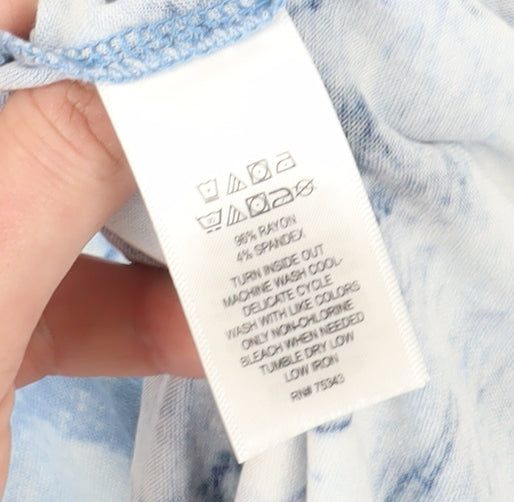 96% RAYON
4% SPANDEX
TURN INSIDE OUT
MACHINE WASH COOL-
DELICATE CYCLE
WASH WITH LIKE COLORS
ONLY NON-CHLORINE
BLEACH WHEN NEEDED
TUMBLE DRY LOW
LOW IRON
RN# 75343